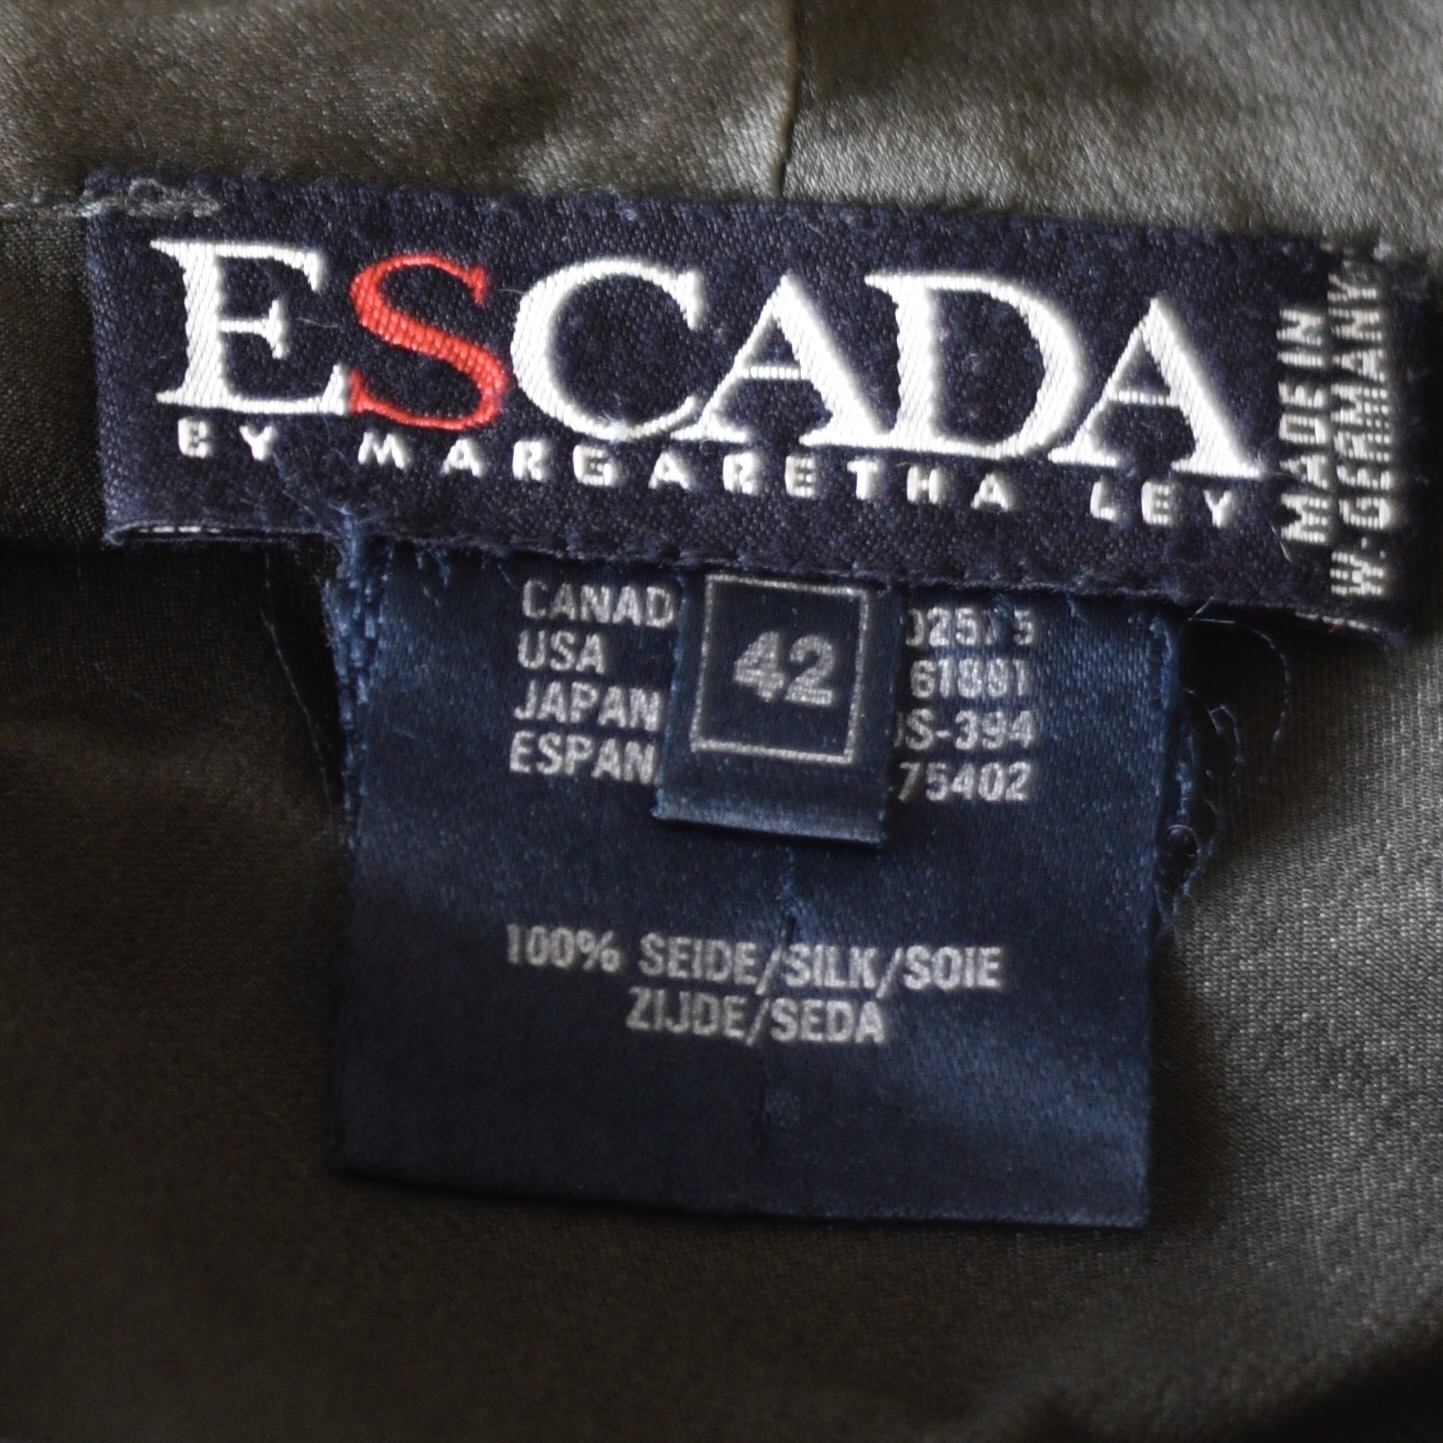 ESCADA
BY MARGARETHA LEY
MADE IN
W. GERMANY
42
CANAD
USA 61881
JAPAN S-394
ESPAN 75402
100% SEIDE/SILK/SOIE
ZIJDE/SEDA